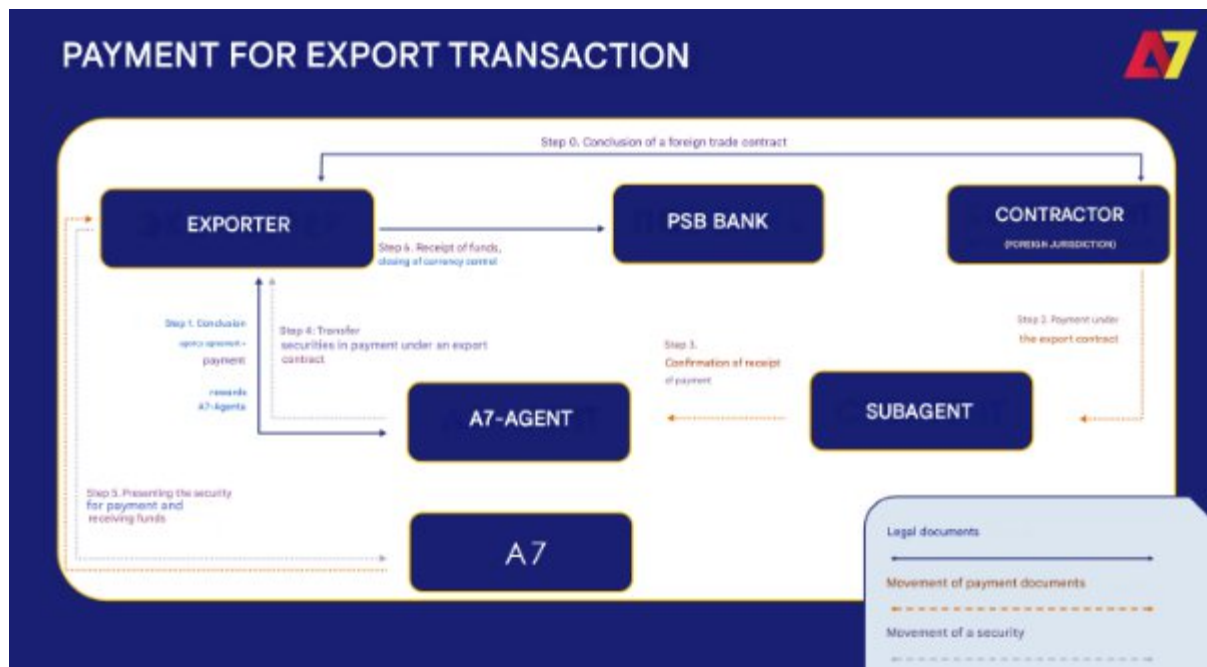 PAYMENT FOR EXPORT TRANSACTION
A7
Step 0. Conclusion of a foreign trade contract
EXPORTER
PSB BANK
CONTRACTOR
(FOREIGN JURISDICTION)
Step 6. Receipt of funds,
closing of currency control
Step 1. Conclusion
agency agreement +
payment
rewards
A7-Agents
Step 4: Transfer
securities in payment under an export
contract
Step 3.
Confirmation of receipt
of payment
Step 2. Payment under
the export contract
A7-AGENT
SUBAGENT
Step 5. Presenting the security
for payment and
receiving funds
A7
Legal documents
Movement of payment documents
Movement of a security